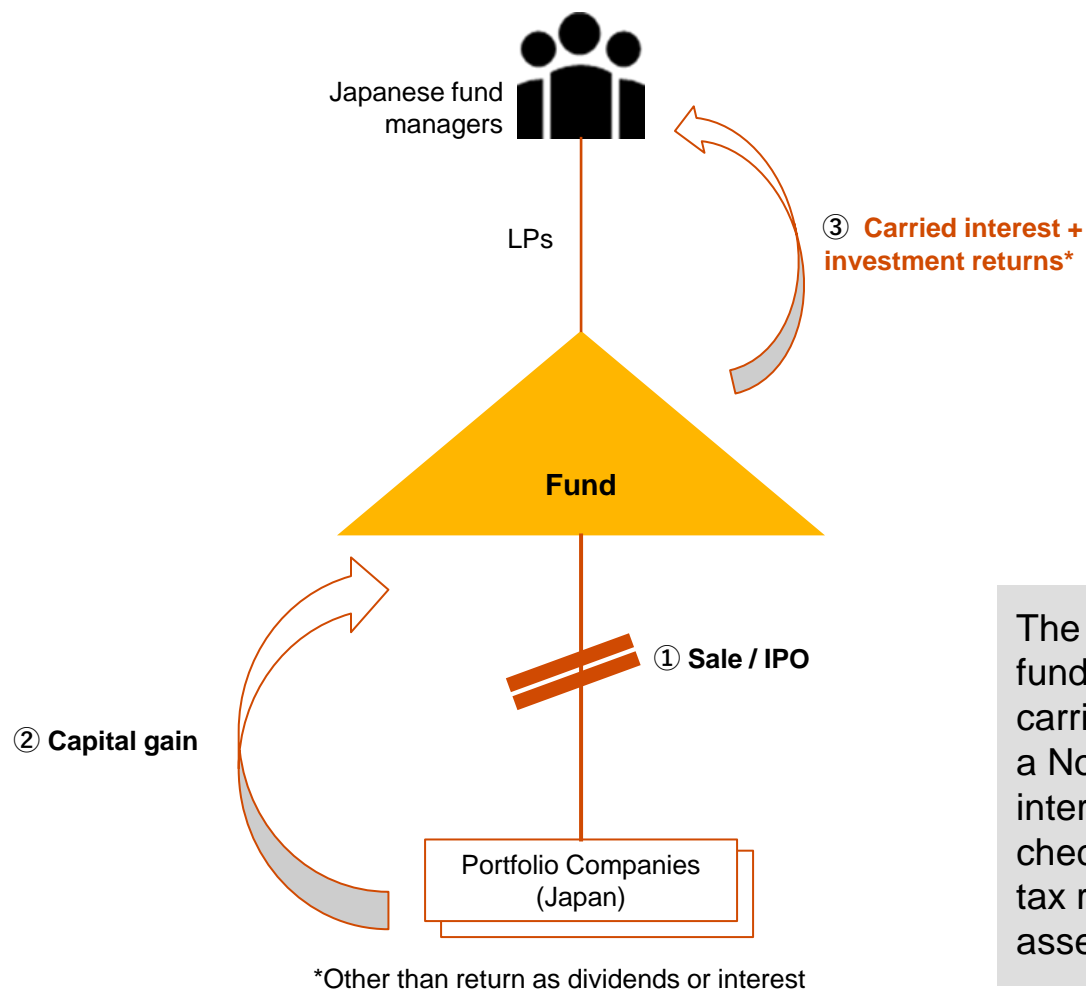 Japanese fund
managers
LPs
③ Carried interest +
investment returns*
Fund
① Sale / IPO
② Capital gain
Portfolio Companies
(Japan)
*Other than return as dividends or interest
The
fund
carri
a No
inter
chec
tax r
asse